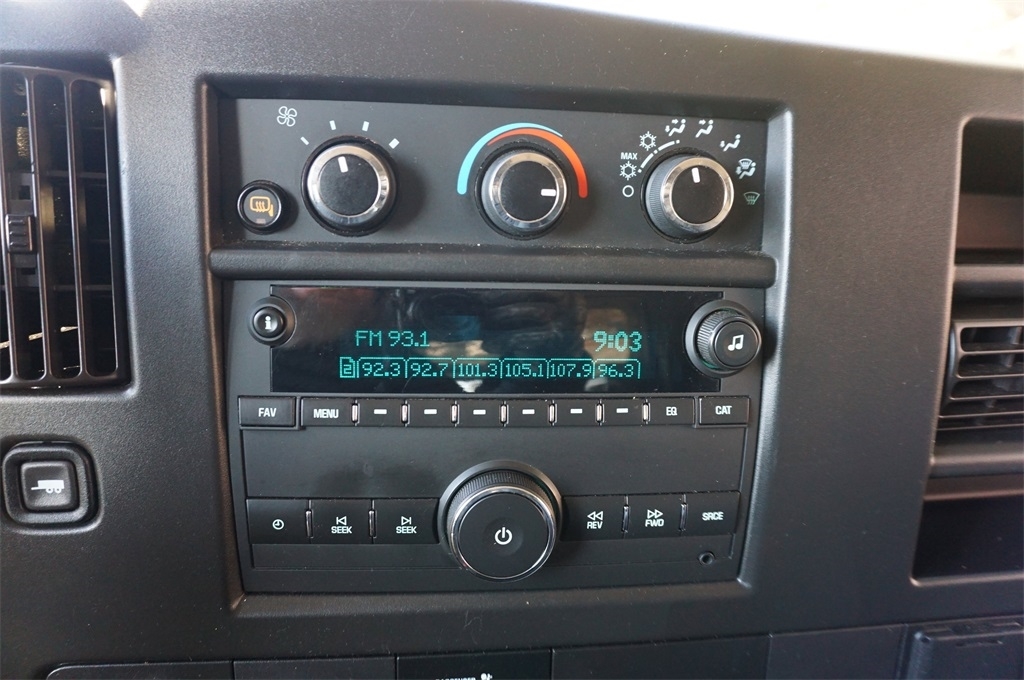 MAX
i
FM 93.1 9:03
2 92.3 92.7 101.3 105.1 107.9 96.3
FAV MENU EQ CAT
SEEK SEEK REV FWD SRCE
PASSENGER